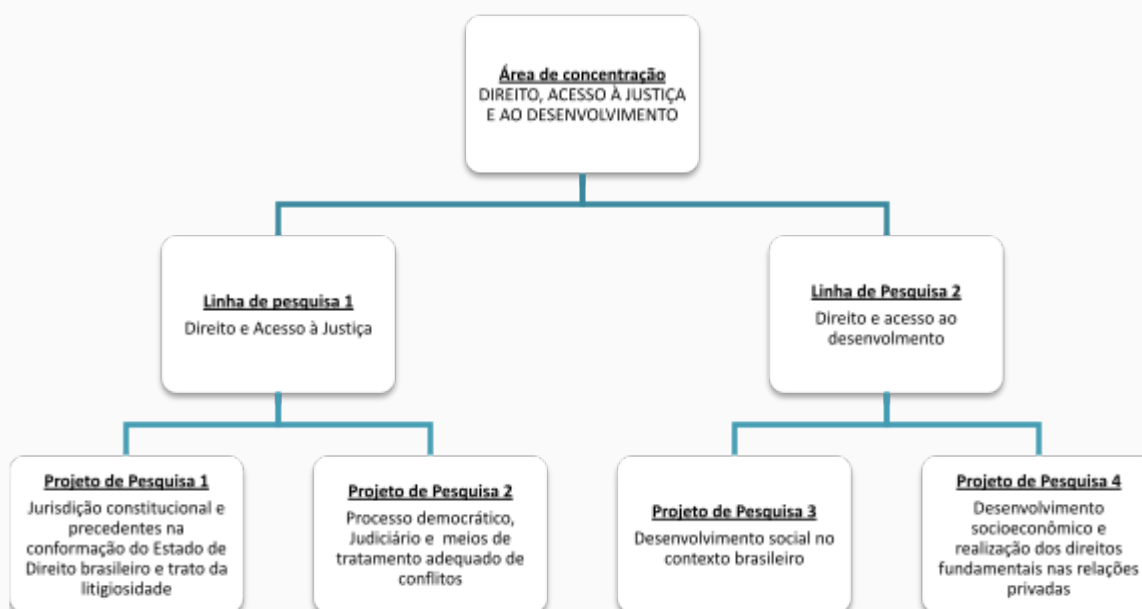 Área de concentração
DIREITO, ACESSO À JUSTIÇA
E AO DESENVOLVIMENTO
Linha de pesquisa 1
Direito e Acesso à Justiça
Linha de Pesquisa 2
Direito e acesso ao
desenvolmento
Projeto de Pesquisa 1
Jurisdição constitucional e
precedentes na
conformação do Estado de
Direito brasileiro e trato da
litigiosidade
Projeto de Pesquisa 2
Processo democrático,
Judiciário e meios de
tratamento adequado de
conflitos
Projeto de Pesquisa 3
Desenvolvimento social no
contexto brasileiro
Projeto de Pesquisa 4
Desenvolvimento
socioeconômico e
realização dos direitos
fundamentais nas relações
privadas